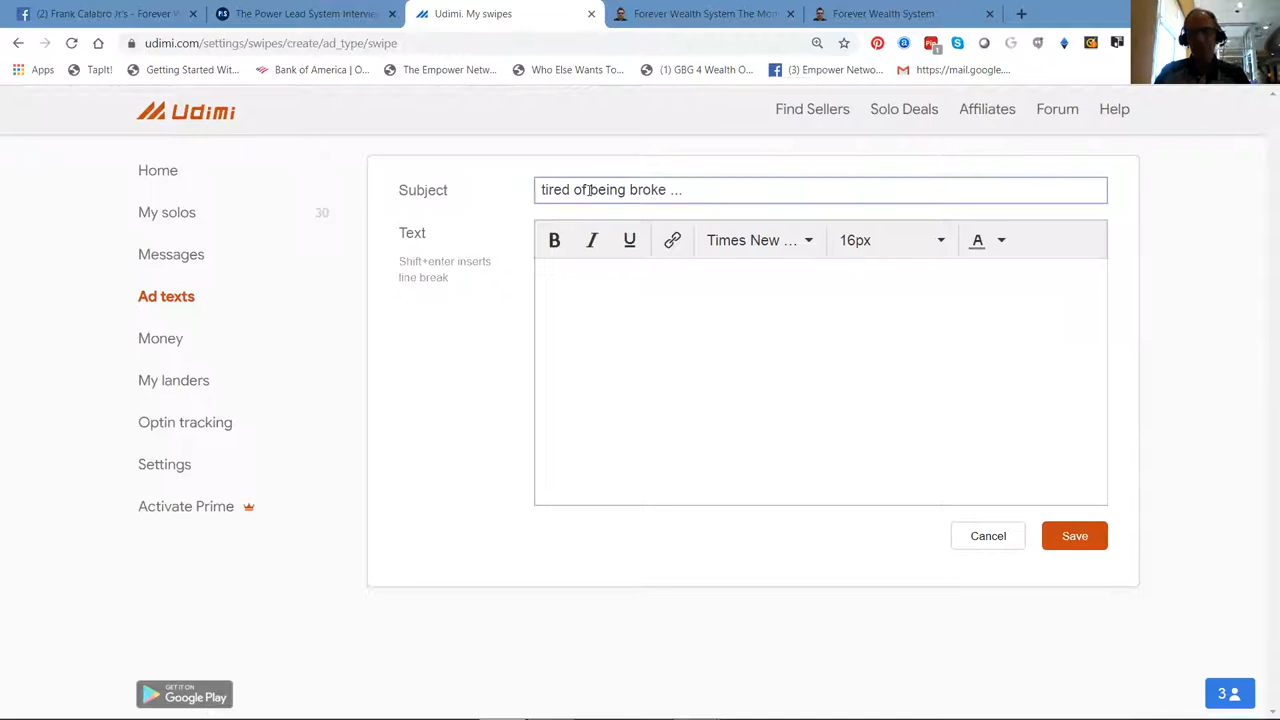 (2) Frank Calabro Jr's - Forever W
The Power Lead System Interview
Udimi. My swipes
Forever Wealth System The Mon
Forever Wealth System
udimi.com/settings/swipes/create/ad_type/swipe
Apps
TapIt!
Getting Started Wit...
Bank of America | O...
The Empower Netw...
Who Else Wants To...
(1) GBG 4 Wealth O...
(3) Empower Netwo...
https://mail.google....
Udimi
Find Sellers
Solo Deals
Affiliates
Forum
Help
Home
My solos
30
Messages
Ad texts
Money
My landers
Optin tracking
Settings
Activate Prime
Subject
tired of being broke ...
Text
Shift+enter inserts
line break
B
I
U
Times New ...
16px
A
Cancel
Save
GET IT ON
Google Play
3